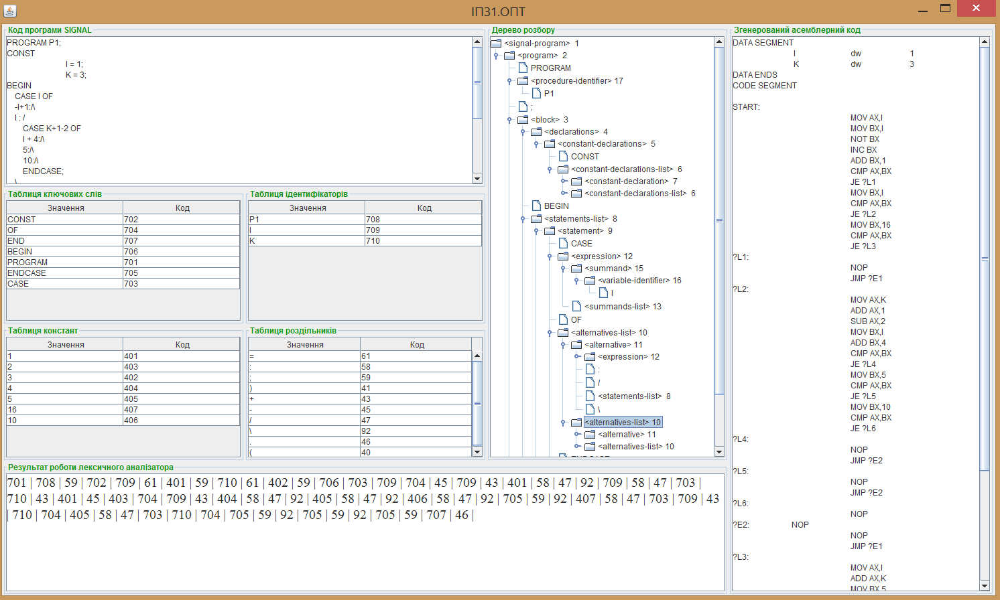 ІПЗ1.ОПТ
Код програми SIGNAL
PROGRAM P1;
CONST
I = 1;
K = 3;
BEGIN
CASE I OF
-I+1:/\
I : /
CASE K+1-2 OF
I + 4:/\
5:/\
10:/\
ENDCASE;
\
Таблиця ключових слів
Значення Код
CONST 702
OF 704
END 707
BEGIN 706
PROGRAM 701
ENDCASE 705
CASE 703
Таблиця ідентифікаторів
Значення Код
P1 708
I 709
K 710
Таблиця констант
Значення Код
1 401
2 403
3 402
4 404
5 405
16 407
10 406
Таблиця роздільників
Значення Код
= 61
: 58
; 59
) 41
+ 43
- 45
/ 47
\ 92
. 46
( 40
Дерево розбору
<signal-program> 1
<program> 2
PROGRAM
<procedure-identifier> 17
P1
;
<block> 3
<declarations> 4
<constant-declarations> 5
CONST
<constant-declarations-list> 6
<constant-declaration> 7
<constant-declarations-list> 6
BEGIN
<statements-list> 8
<statement> 9
CASE
<expression> 12
<summand> 15
<variable-identifier> 16
I
<summands-list> 13
OF
<alternatives-list> 10
<alternative> 11
<expression> 12
:
/
<statements-list> 8
\
<alternatives-list> 10
<alternative> 11
<alternatives-list> 10
ENDCASE
Результат роботи лексичного аналізатора
701 | 708 | 59 | 702 | 709 | 61 | 401 | 59 | 710 | 61 | 402 | 59 | 706 | 703 | 709 | 704 | 45 | 709 | 43 | 401 | 58 | 47 | 92 | 709 | 58 | 47 | 703 |
710 | 43 | 401 | 45 | 403 | 704 | 709 | 43 | 404 | 58 | 47 | 92 | 405 | 58 | 47 | 92 | 406 | 58 | 47 | 92 | 705 | 59 | 92 | 407 | 58 | 47 | 703 | 709 | 43
| 710 | 704 | 405 | 58 | 47 | 703 | 710 | 704 | 705 | 59 | 92 | 705 | 59 | 92 | 705 | 59 | 707 | 46 |
Згенерований асемблерний код
DATA SEGMENT
I dw 1
K dw 3
DATA ENDS
CODE SEGMENT
START:
MOV AX,I
MOV BX,I
NOT BX
INC BX
ADD BX,1
CMP AX,BX
JE ?L1
MOV BX,I
CMP AX,BX
JE ?L2
MOV BX,16
CMP AX,BX
JE ?L3
?L1:
NOP
JMP ?E1
?L2:
MOV AX,K
ADD AX,1
SUB AX,2
MOV BX,I
ADD BX,4
CMP AX,BX
JE ?L4
MOV BX,5
CMP AX,BX
JE ?L5
MOV BX,10
CMP AX,BX
JE ?L6
?L4:
NOP
JMP ?E2
?L5:
NOP
JMP ?E2
?L6:
NOP
?E2: NOP
NOP
JMP ?E1
?L3:
MOV AX,I
ADD AX,K
MOV BX,5